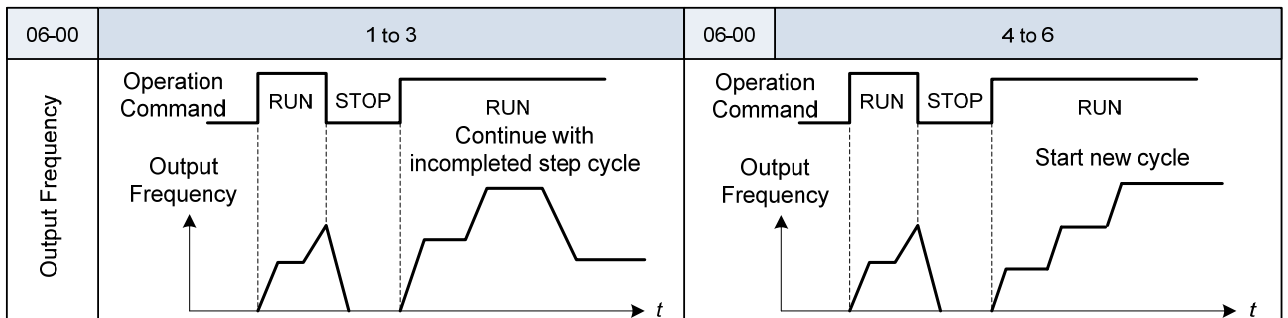 06-00
1 to 3
06-00
4 to 6
Output Frequency
Operation
Command
RUN
STOP
RUN
Continue with
incompleted step cycle
Output
Frequency
t
Operation
Command
RUN
STOP
RUN
Start new cycle
Output
Frequency
t